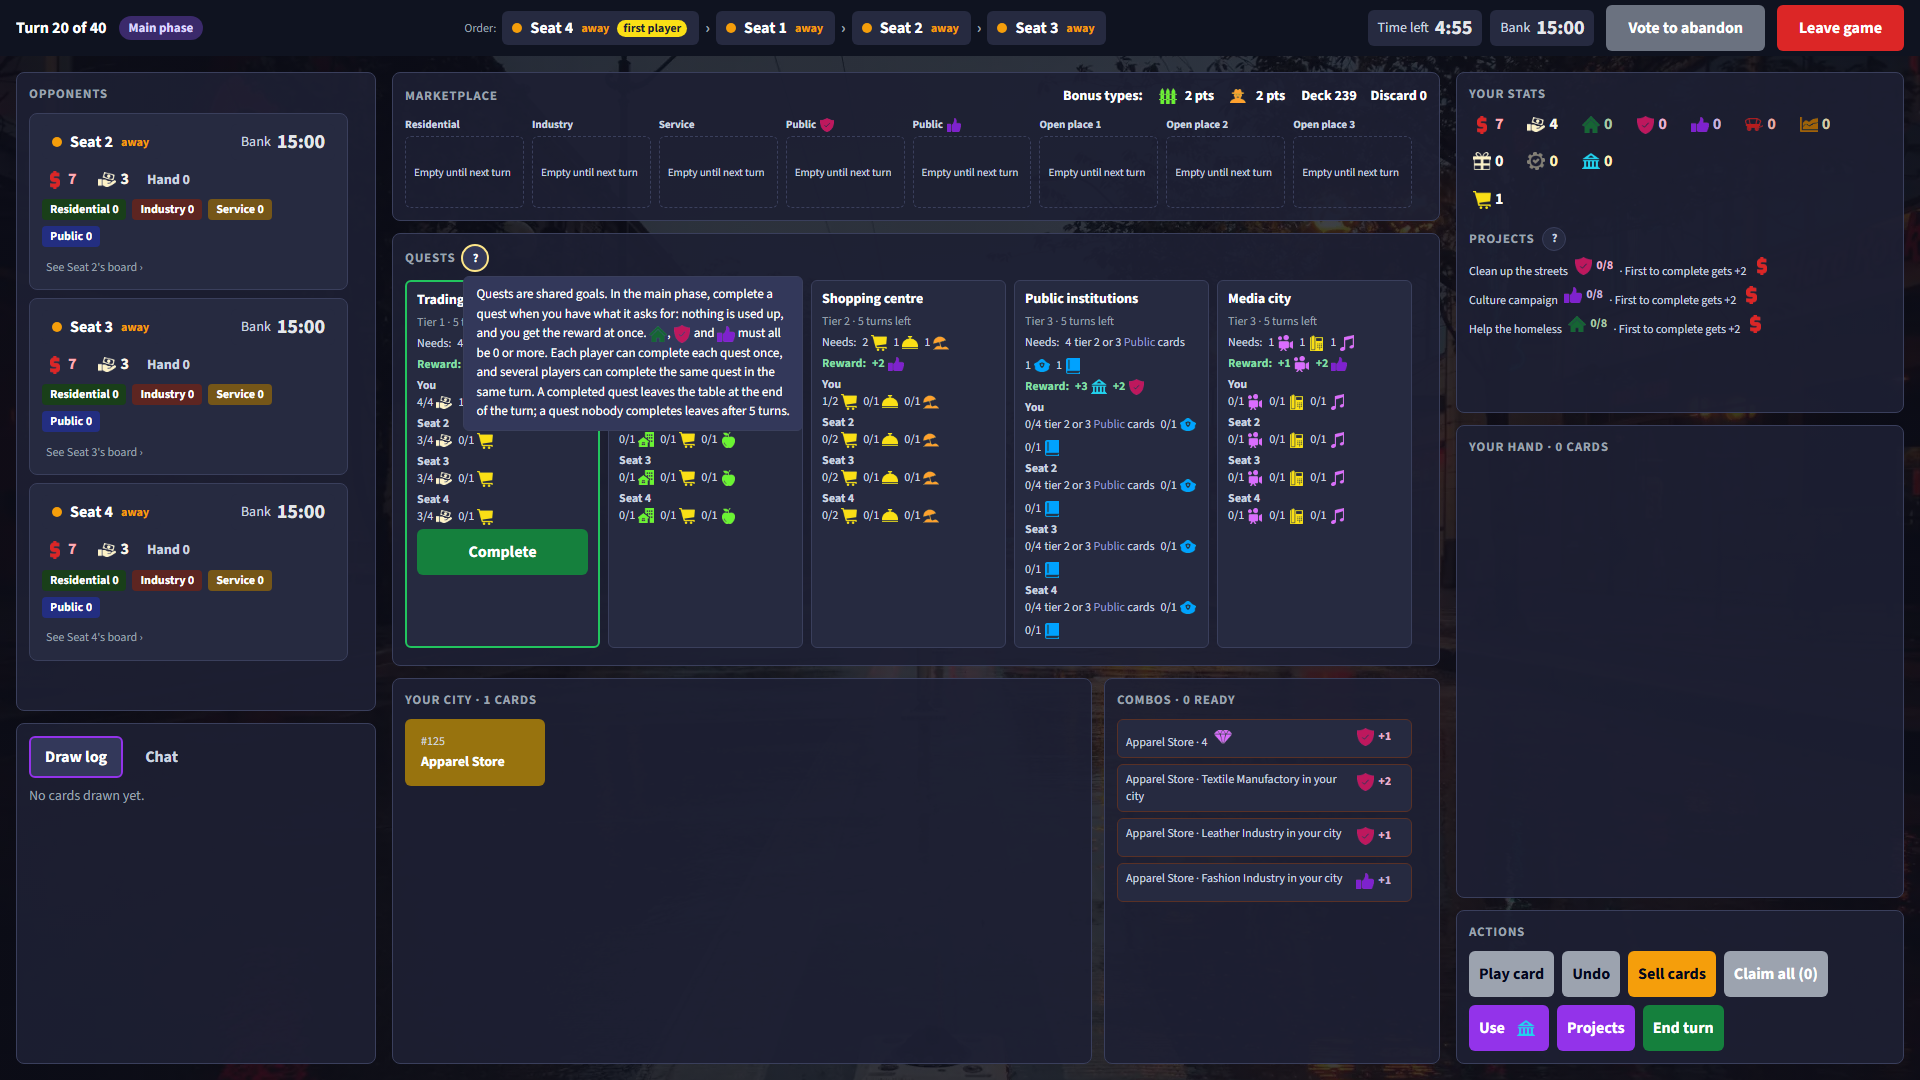 Turn 20 of 40
Main phase
Order:
Seat 4 away first player
›
Seat 1 away
›
Seat 2 away
›
Seat 3 away
Time left 4:55
Bank 15:00
Vote to abandon
Leave game
OPPONENTS
Seat 2 away
Bank 15:00
7 3 Hand 0
Residential 0 Industry 0 Service 0
Public 0
See Seat 2's board ›
Seat 3 away
Bank 15:00
7 3 Hand 0
Residential 0 Industry 0 Service 0
Public 0
See Seat 3's board ›
Seat 4 away
Bank 15:00
7 3 Hand 0
Residential 0 Industry 0 Service 0
Public 0
See Seat 4's board ›
Draw log
Chat
No cards drawn yet.
MARKETPLACE
Bonus types: 2 pts 2 pts Deck 239 Discard 0
Residential
Industry
Service
Public
Public
Open place 1
Open place 2
Open place 3
Empty until next turn
Empty until next turn
Empty until next turn
Empty until next turn
Empty until next turn
Empty until next turn
Empty until next turn
Empty until next turn
QUESTS ?
Quests are shared goals. In the main phase, complete a
quest when you have what it asks for: nothing is used up,
and you get the reward at once. , and must all
be 0 or more. Each player can complete each quest once,
and several players can complete the same quest in the
same turn. A completed quest leaves the table at the end
of the turn; a quest nobody completes leaves after 5 turns.
Trading
Tier 1 · 5 t
Needs: 4
Reward:
You
4/4 1
Seat 2
3/4 0/1
Seat 3
3/4 0/1
Seat 4
3/4 0/1
Complete
0/1 0/1 0/1
Seat 3
0/1 0/1 0/1
Seat 4
0/1 0/1 0/1
Shopping centre
Tier 2 · 5 turns left
Needs: 2 1 1
Reward: +2
You
1/2 0/1 0/1
Seat 2
0/2 0/1 0/1
Seat 3
0/2 0/1 0/1
Seat 4
0/2 0/1 0/1
Public institutions
Tier 3 · 5 turns left
Needs: 4 tier 2 or 3 Public cards
1 1
Reward: +3 +2
You
0/4 tier 2 or 3 Public cards 0/1
0/1
Seat 2
0/4 tier 2 or 3 Public cards 0/1
0/1
Seat 3
0/4 tier 2 or 3 Public cards 0/1
0/1
Seat 4
0/4 tier 2 or 3 Public cards 0/1
0/1
Media city
Tier 3 · 5 turns left
Needs: 1 1 1
Reward: +1 +2
You
0/1 0/1 0/1
Seat 2
0/1 0/1 0/1
Seat 3
0/1 0/1 0/1
Seat 4
0/1 0/1 0/1
YOUR CITY · 1 CARDS
#125
Apparel Store
COMBOS · 0 READY
Apparel Store · 4 +1
Apparel Store · Textile Manufactory in your
city
+2
Apparel Store · Leather Industry in your city +1
Apparel Store · Fashion Industry in your city +1
YOUR STATS
7 4 0 0 0 0 0
0 0 0
1
PROJECTS ?
Clean up the streets 0/8 · First to complete gets +2
Culture campaign 0/8 · First to complete gets +2
Help the homeless 0/8 · First to complete gets +2
YOUR HAND · 0 CARDS
ACTIONS
Play card
Undo
Sell cards
Claim all (0)
Use
Projects
End turn